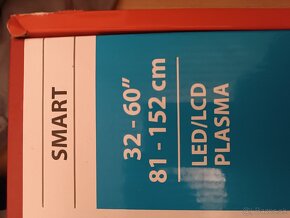 SMART
32 - 60"
81 - 152 cm
LED/LCD
PLASMA